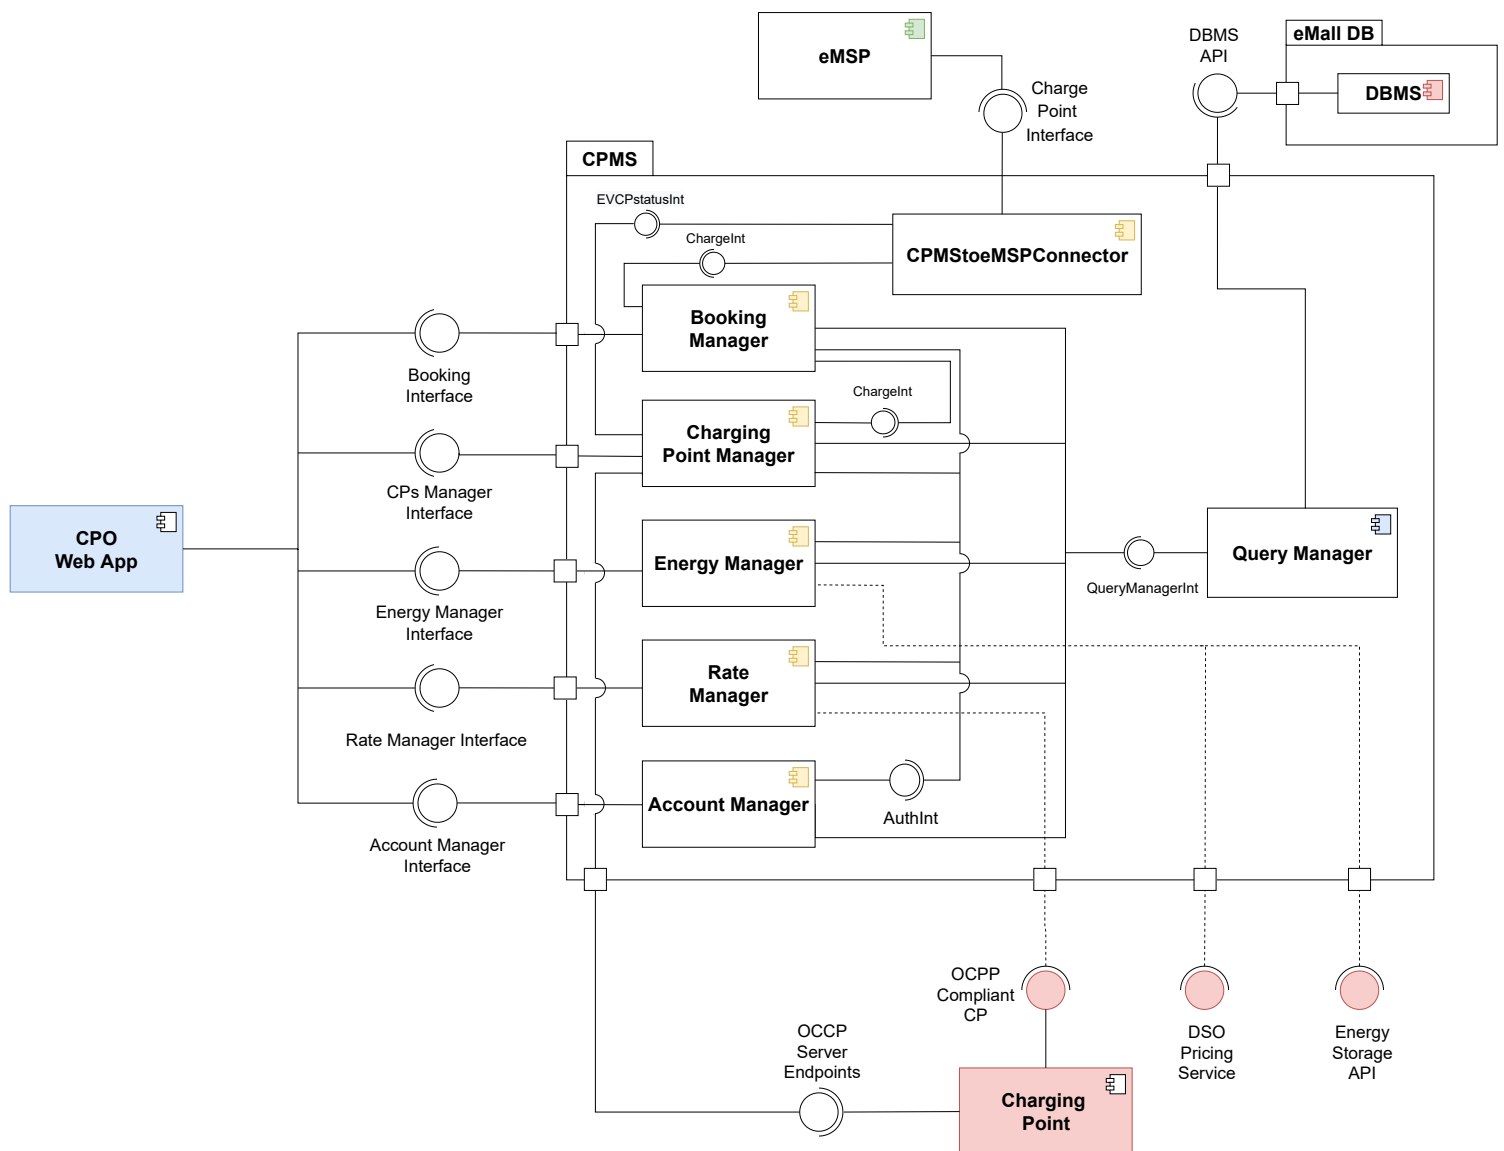 eMSP
Charge
Point
Interface
DBMS
API
eMall DB
DBMS
CPMS
EVCPstatusInt
ChargeInt
CPMStoeMSPConnector
Booking
Manager
Booking
Interface
ChargeInt
Charging
Point Manager
CPs Manager
Interface
CPO
Web App
Energy Manager
Query Manager
QueryManagerInt
Energy Manager
Interface
Rate
Manager
Rate Manager Interface
Account Manager
AuthInt
Account Manager
Interface
OCPP
Compliant
CP
OCCP
Server
Endpoints
DSO
Pricing
Service
Energy
Storage
API
Charging
Point